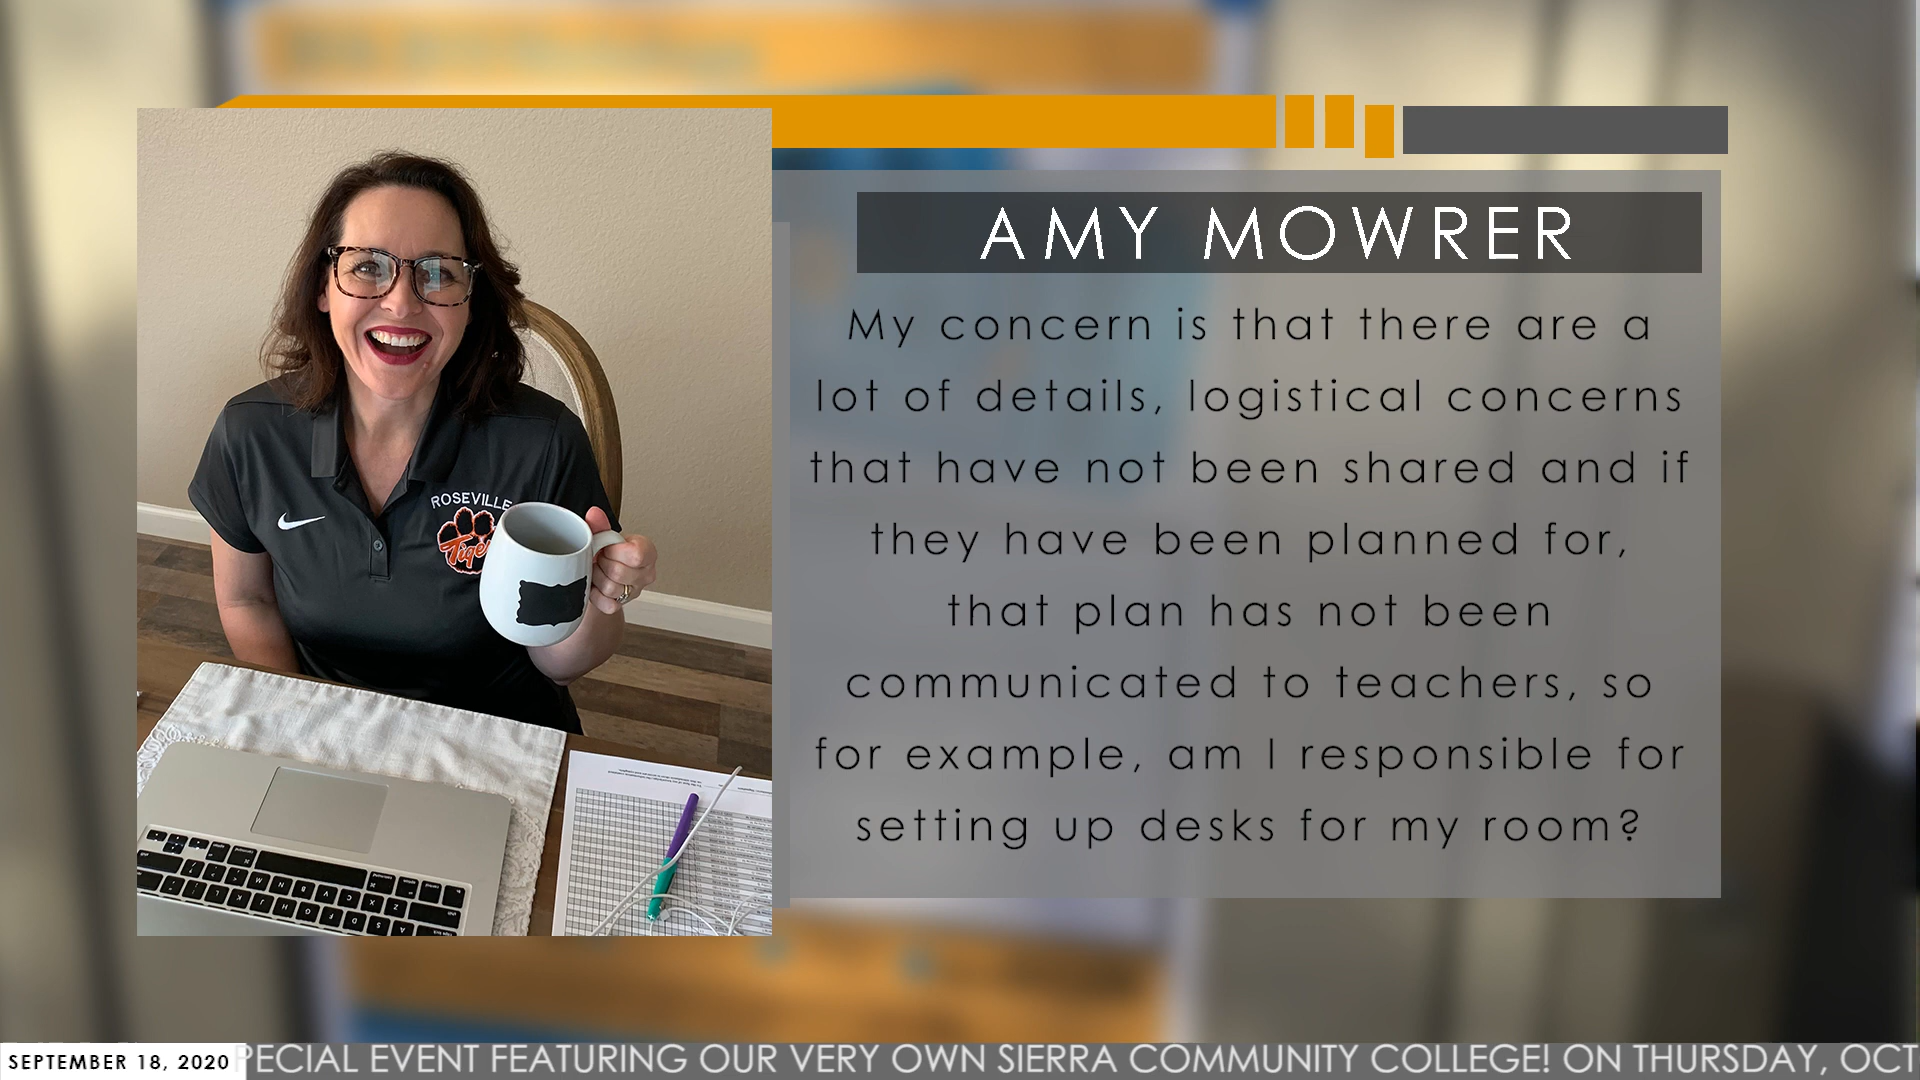 AMY MOWRER
My concern is that there are a
lot of details, logistical concerns
that have not been shared and if
they have been planned for,
that plan has not been
communicated to teachers, so
for example, am I responsible for
setting up desks for my room?
ROSEVILLE
SEPTEMBER 18, 2020
PECIAL EVENT FEATURING OUR VERY OWN SIERRA COMMUNITY COLLEGE! ON THURSDAY, OCT